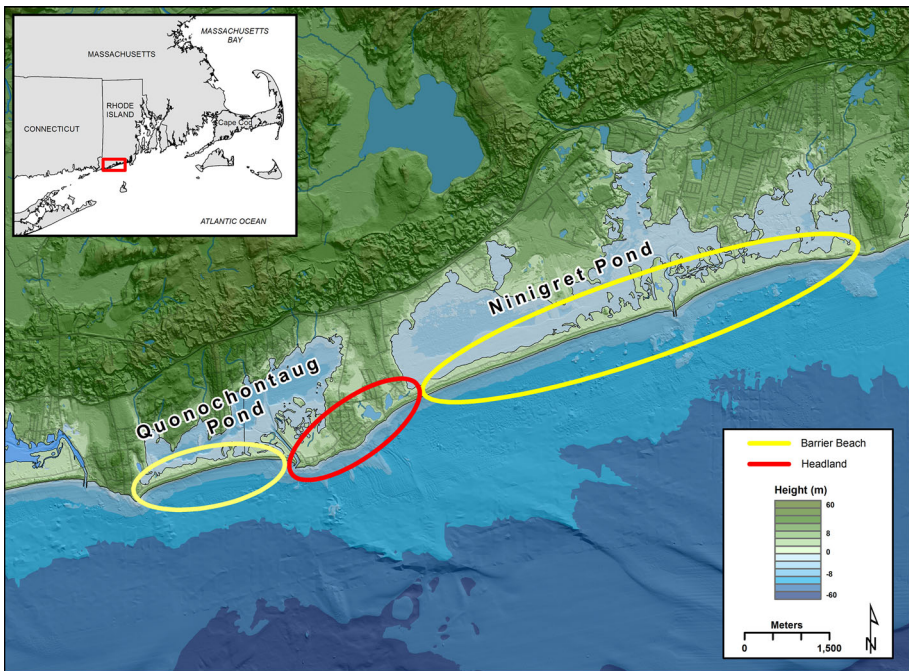 MASSACHUSETTS
BAY
MASSACHUSETTS
RHODE
ISLAND
CONNECTICUT
Cape Cod
ATLANTIC OCEAN
Ninigret Pond
Quonochontaug
Pond
Barrier Beach
Headland
Height (m)
60
8
0
-8
-60
Meters
0 1,500
N